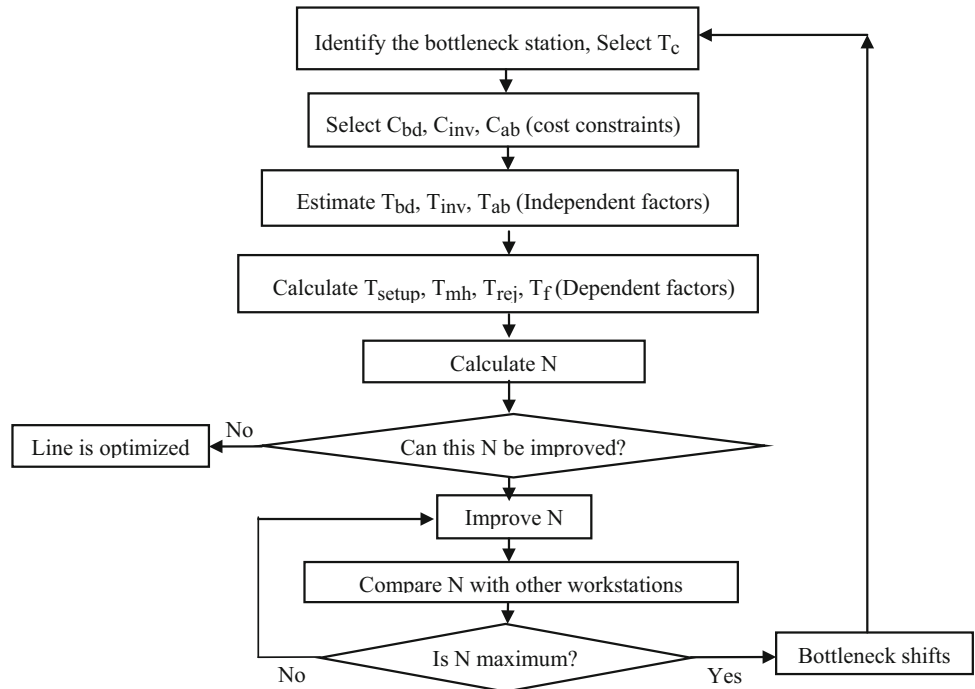 Identify the bottleneck station, Select Tc
Select Cbd, Cinv, Cab (cost constraints)
Estimate Tbd, Tinv, Tab (Independent factors)
Calculate Tsetup, Tmh, Trej, Tf (Dependent factors)
Calculate N
No
Line is optimized
Can this N be improved?
Improve N
Compare N with other workstations
Is N maximum?
No
Yes
Bottleneck shifts